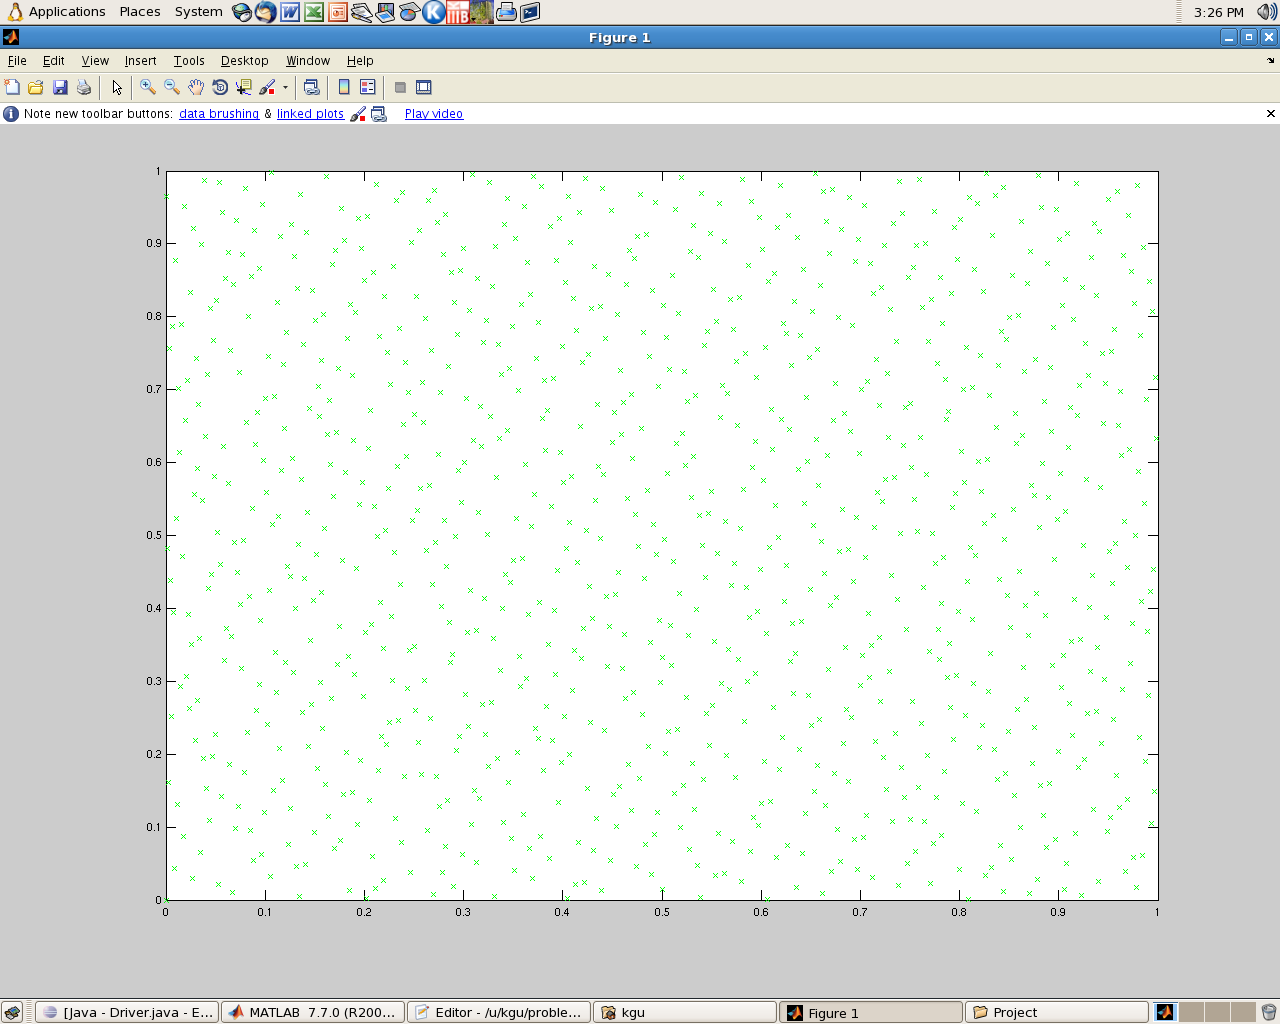 Applications Places System 3:26 PM
Figure 1
File Edit View Insert Tools Desktop Window Help
Note new toolbar buttons: data brushing & linked plots Play video
1
0.9
0.8
0.7
0.6
0.5
0.4
0.3
0.2
0.1
0
0 0.1 0.2 0.3 0.4 0.5 0.6 0.7 0.8 0.9 1
[Java - Driver.java - E... MATLAB 7.7.0 (R200... Editor - /u/kgu/proble... kgu Figure 1 Project